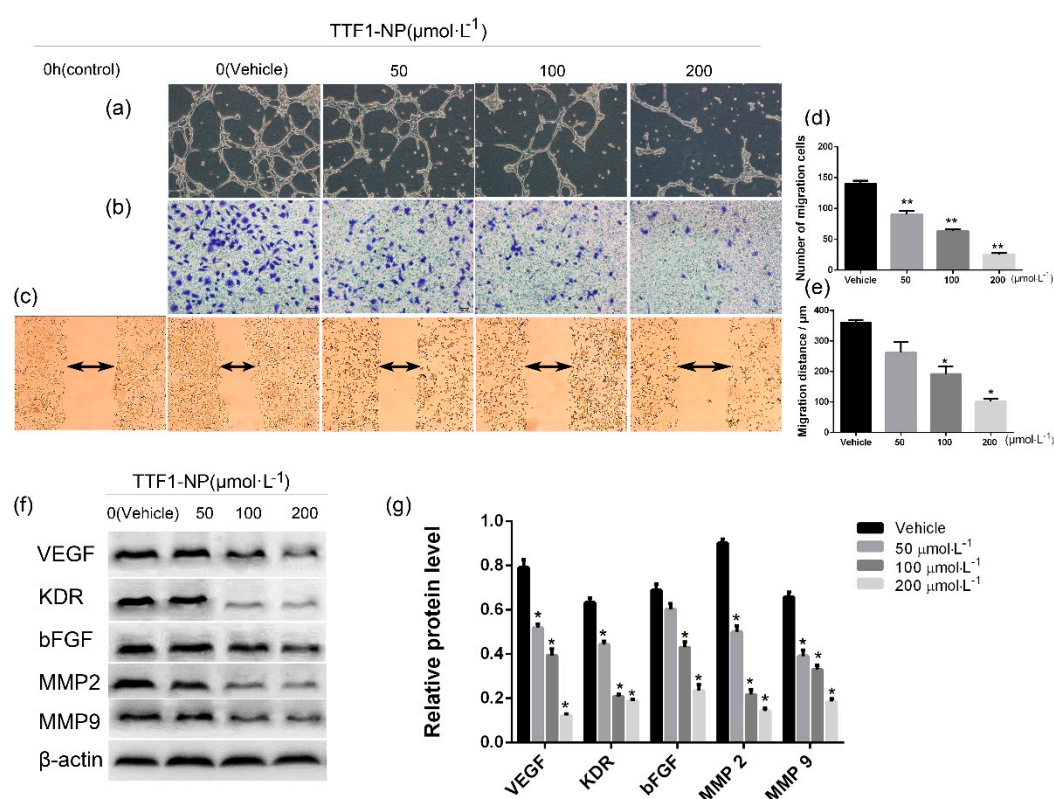 TTF1-NP(μmol·L⁻¹)
0h(control) 0(Vehicle) 50 100 200
(a)
(b)
(c)
(d)
Number of migration cells
200
150
100
50
0
** ** **
Vehicle 50 100 200 (μmol·L⁻¹)
(e)
Migration distance / μm
400
300
200
100
0
* *
Vehicle 50 100 200 (μmol·L⁻¹)
(f)
TTF1-NP(μmol·L⁻¹)
0(Vehicle) 50 100 200
VEGF
KDR
bFGF
MMP2
MMP9
β-actin
(g)
Relative protein level
1.0
0.8
0.6
0.4
0.2
0.0
* * * * * * * * * * * * * *
VEGF KDR bFGF MMP 2 MMP 9
Vehicle
50 μmol·L⁻¹
100 μmol·L⁻¹
200 μmol·L⁻¹